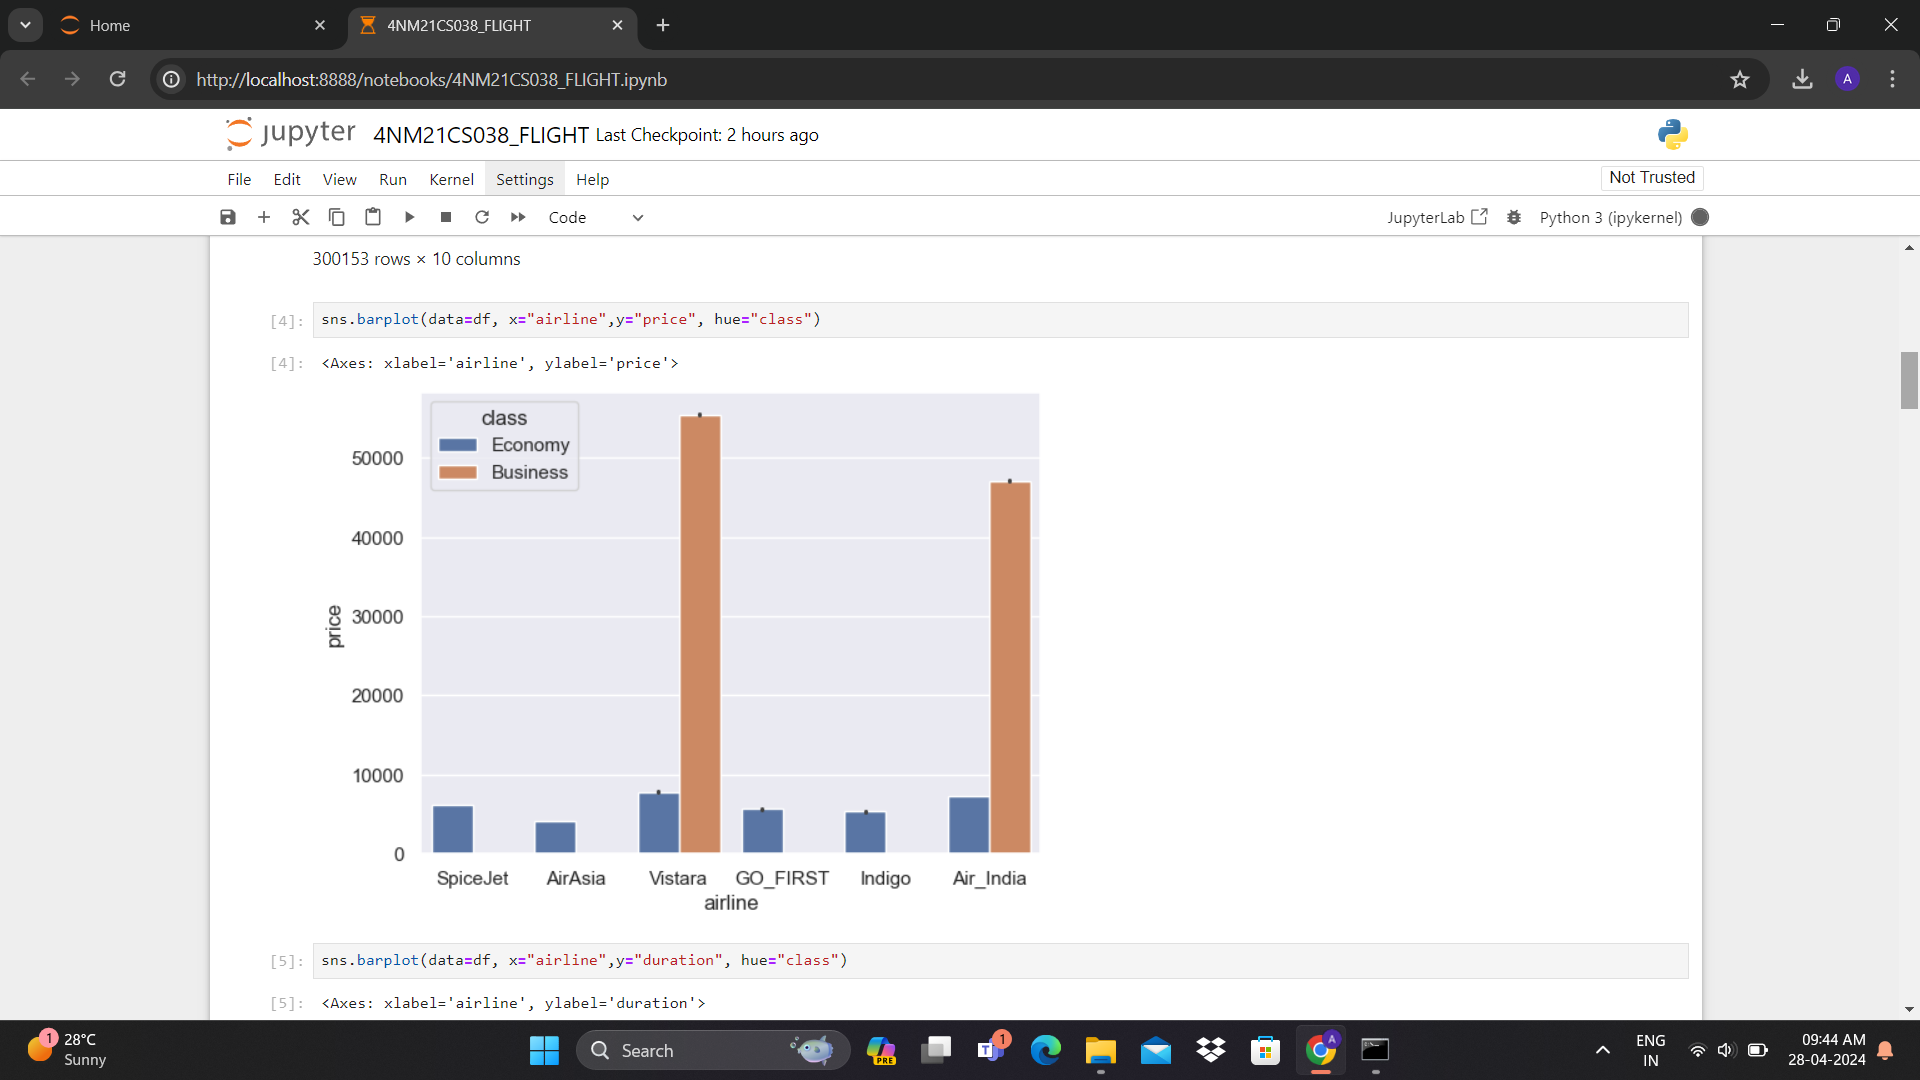 Home
4NM21CS038_FLIGHT
http://localhost:8888/notebooks/4NM21CS038_FLIGHT.ipynb
A
jupyter 4NM21CS038_FLIGHT Last Checkpoint: 2 hours ago
File Edit View Run Kernel Settings Help
Not Trusted
Code
JupyterLab
Python 3 (ipykernel)
300153 rows × 10 columns
[4]: sns.barplot(data=df, x="airline",y="price", hue="class")
[4]: <Axes: xlabel='airline', ylabel='price'>
class
Economy
Business
50000
40000
30000
20000
10000
0
price
SpiceJet AirAsia Vistara GO_FIRST Indigo Air_India
airline
[5]: sns.barplot(data=df, x="airline",y="duration", hue="class")
[5]: <Axes: xlabel='airline', ylabel='duration'>
1
28°C
Sunny
Search
PRE
T
1
A
ENG
IN
09:44 AM
28-04-2024